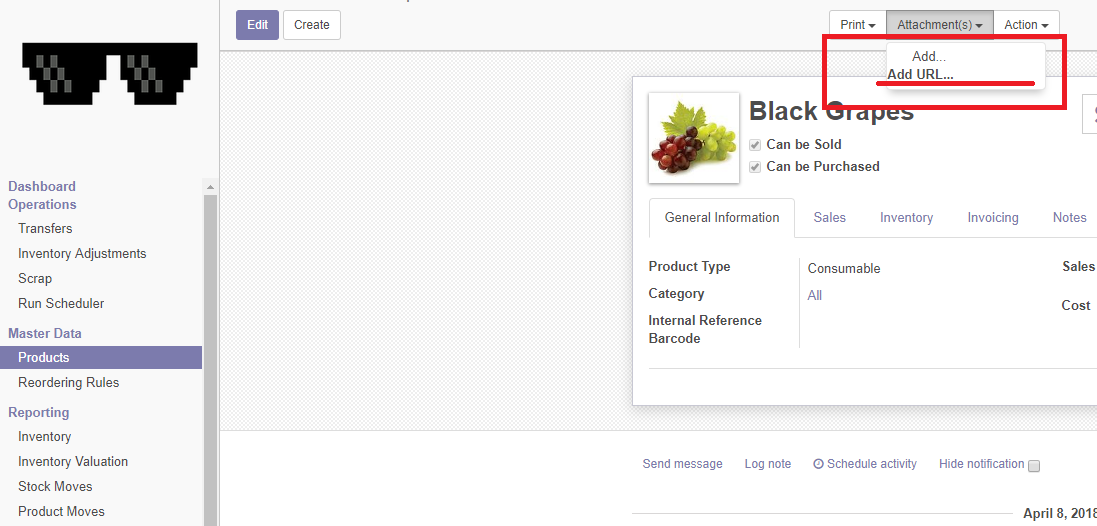 Edit Create Print Attachment(s) Action
Add...
Add URL...
Black Grapes
Can be Sold
Can be Purchased
General Information Sales Inventory Invoicing Notes
Product Type Consumable Sales
Category All Cost
Internal Reference
Barcode
Send message Log note Schedule activity Hide notification
April 8, 2018
Dashboard
Operations
Transfers
Inventory Adjustments
Scrap
Run Scheduler
Master Data
Products
Reordering Rules
Reporting
Inventory
Inventory Valuation
Stock Moves
Product Moves